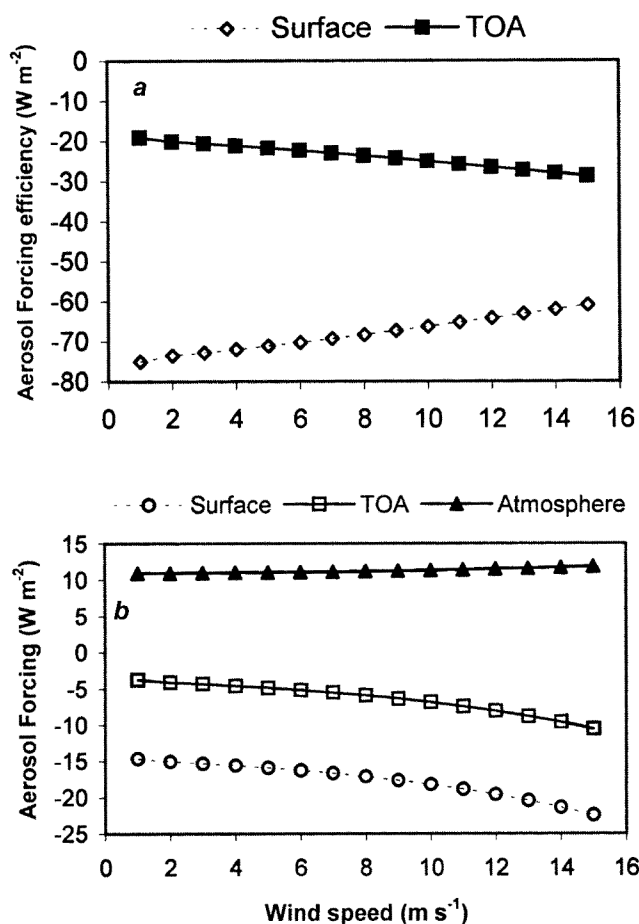 Surface TOA
a
Aerosol Forcing efficiency (W m-2)
0
-10
-20
-30
-40
-50
-60
-70
-80
0 2 4 6 8 10 12 14 16
Surface TOA Atmosphere
b
Aerosol Forcing (W m-2)
15
10
5
0
-5
-10
-15
-20
-25
0 2 4 6 8 10 12 14 16
Wind speed (m s-1)